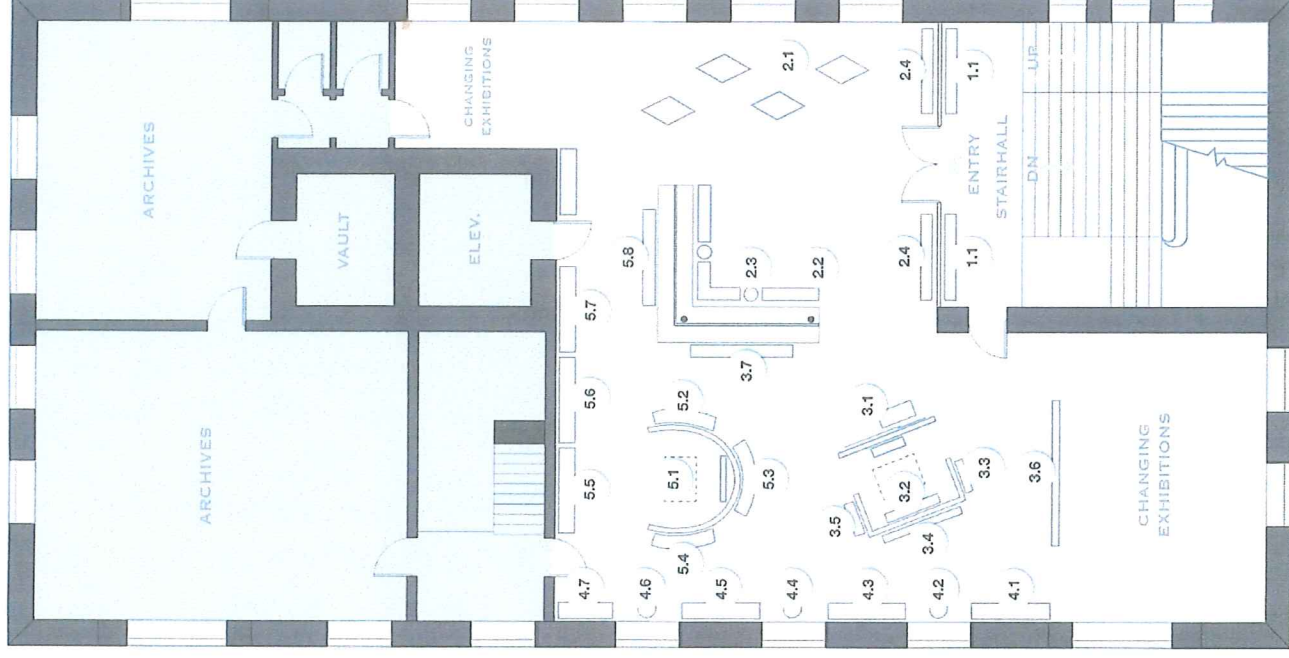 ARCHIVES
ARCHIVES
VAULT
ELEV.
CHANGING
EXHIBITIONS
4.7
5.5
5.6
5.7
5.8
4.6
5.4
5.1
5.2
5.3
4.5
3.7
2.3
2.1
4.4
2.2
3.5
4.3
3.4
3.2
3.1
2.4
2.4
4.2
3.3
1.1
1.1
ENTRY
STAIRHALL
4.1
3.6
DN
UP
CHANGING
EXHIBITIONS